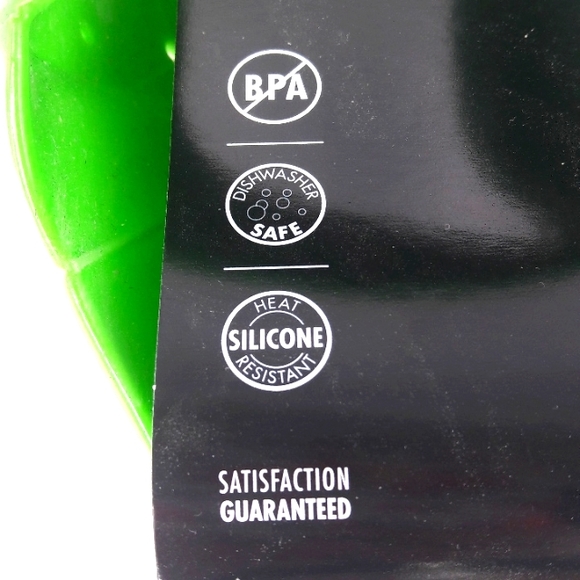 BPA
DISHWASHER
SAFE
HEAT
SILICONE
RESISTANT
SATISFACTION
GUARANTEED